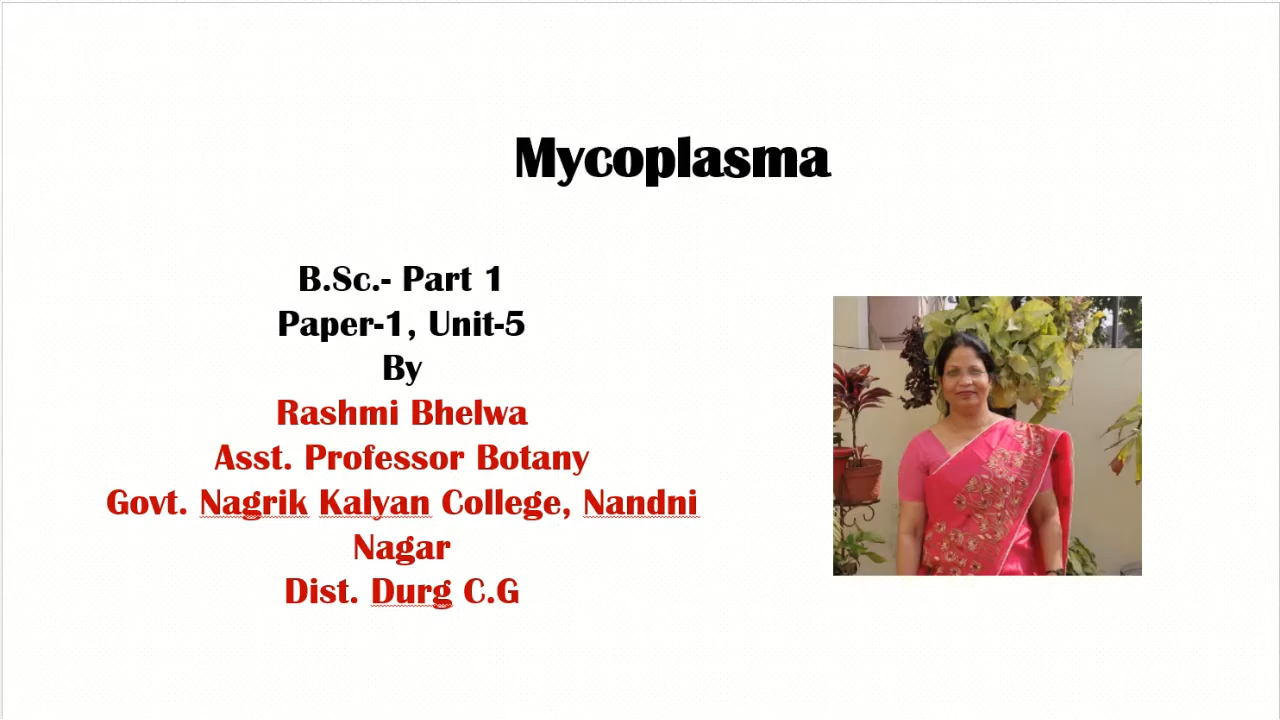 Mycoplasma
B.Sc.- Part 1
Paper-1, Unit-5
By
Rashmi Bhelwa
Asst. Professor Botany
Govt. Nagrik Kalyan College, Nandni
Nagar
Dist. Durg C.G